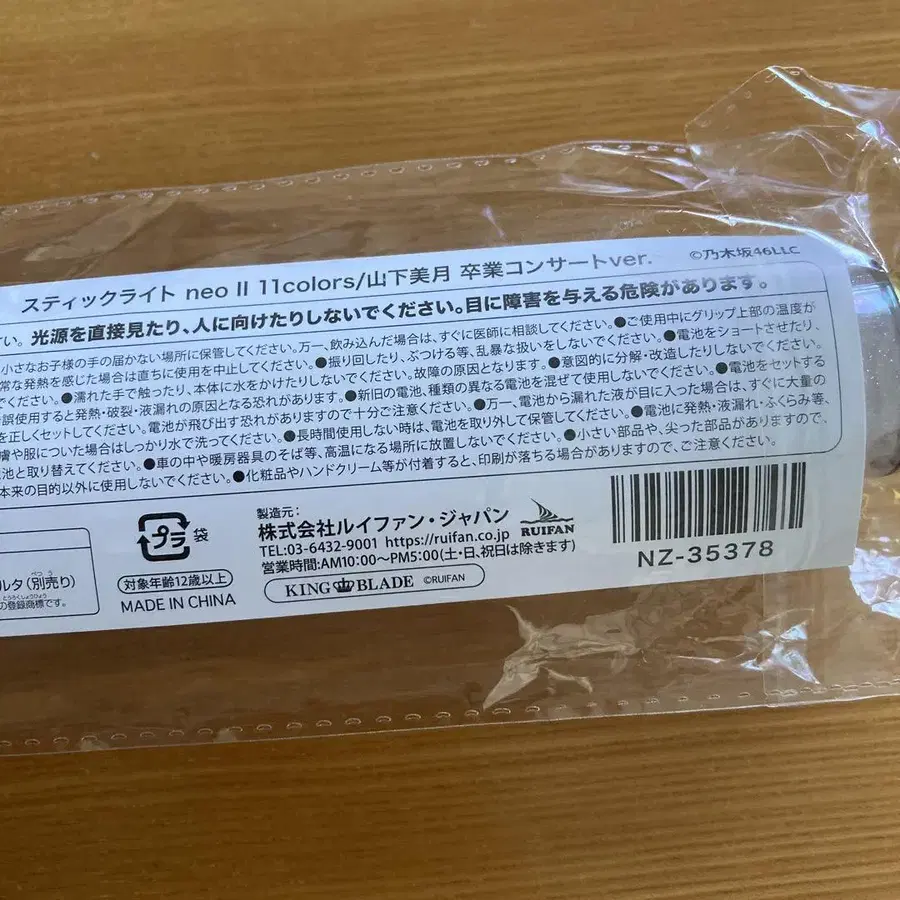 スティックライト neo II 11colors/山下美月 卒業コンサートver.
©乃木坂46LLC
い。光源を直接見たり、人に向けたりしないでください。目に障害を与える危険があります。
小さなお子様の手の届かない場所に保管してください。万一、飲み込んだ場合は、すぐに医師に相談してください。●ご使用中にグリップ上部の温度が
常な発熱を感じた場合は直ちに使用を中止してください。●振り回したり、ぶつける等、乱暴な扱いをしないでください。故障の原因となります。●意図的に分解・改造したりしないでください。●電池をショートさせたり、
でください。●濡れた手で触ったり、本体に水をかけたりしないでください。●新旧の電池、種類の異なる電池を混ぜて使用しないでください。●電池をセットする
誤使用すると発熱・破裂・液漏れの原因となる恐れがあります。●万一、電池から漏れた液が目に入った場合は、すぐに大量の
を正しくセットしてください。電池が飛び出す恐れがありますので十分ご注意ください。●電池に発熱・液漏れ・ふくらみ等、
膚や服についた場合はしっかり水で洗ってください。●長時間使用しない時は、電池を取り外して保管してください。●小さい部品や、尖った部品がありますので、
池と取り替えてください。●車の中や暖房器具のそば等、高温になる場所に放置しないでください。
本来の目的以外に使用しないでください。●化粧品やハンドクリーム等が付着すると、印刷が落ちる場合がありますので、ご注意ください。
ルタ(別売り)
べつう
とうろくしょうひょう
の登録商標です。
プラ
袋
対象年齢12歳以上
MADE IN CHINA
製造元:
株式会社ルイファン・ジャパン
TEL:03-6432-9001 https://ruifan.co.jp
営業時間:AM10:00〜PM5:00(土・日、祝日は除きます)
KING BLADE ©RUIFAN
RUIFAN
NZ-35378